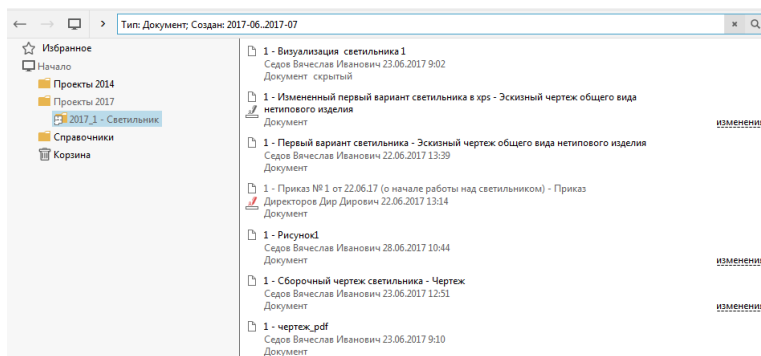 Тип: Документ; Создан: 2017-06..2017-07
Избранное
Начало
Проекты 2014
Проекты 2017
2017_1 - Светильник
Справочники
Корзина
1 - Визуализация светильника 1
Седов Вячеслав Иванович 23.06.2017 9:02
Документ скрытый
1 - Измененный первый вариант светильника в xps - Эскизный чертеж общего вида
нетипового изделия
Документ
изменени
1 - Первый вариант светильника - Эскизный чертеж общего вида нетипового изделия
Седов Вячеслав Иванович 22.06.2017 13:39
Документ
1 - Приказ № 1 от 22.06.17 (о начале работы над светильником) - Приказ
Директоров Дир Дирович 22.06.2017 13:14
Документ
1 - Рисунок1
Седов Вячеслав Иванович 28.06.2017 10:44
Документ
изменени
1 - Сборочный чертеж светильника - Чертеж
Седов Вячеслав Иванович 23.06.2017 12:51
Документ
изменени
1 - чертеж_pdf
Седов Вячеслав Иванович 23.06.2017 9:10
Документ